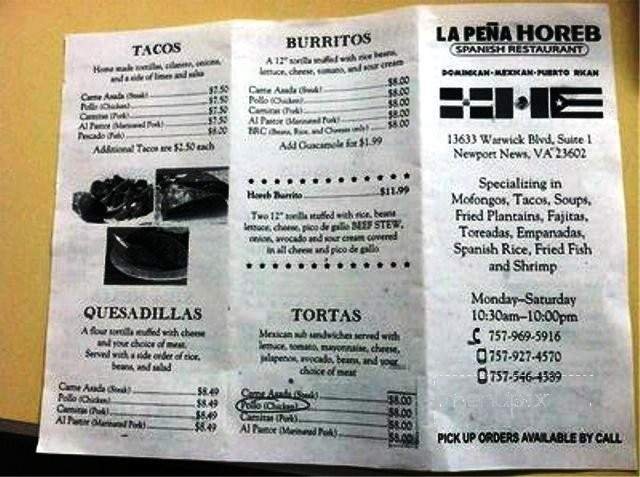 TACOS
Home made tortillas, cilantro, onions,
and a side of limes and salsa
Carne Asada (Steak) $7.50
Pollo (Chicken) $7.50
Carnitas (Pork) $7.50
Al Pastor (Marinated Pork) $7.50
Pescado (Fish) $8.00
Additional Tacos are $2.50 each
QUESADILLAS
A flour tortilla stuffed with cheese
and your choice of meat.
Served with a side order of rice,
beans, and salad
Carne Asada (Steak) $8.49
Pollo (Chicken) $8.49
Carnitas (Pork) $8.49
Al Pastor (Marinated Pork) $8.49
BURRITOS
A 12" tortilla stuffed with rice beans,
lettuce, cheese, tomato, and sour cream
Carne Asada (Steak) $8.00
Pollo (Chicken) $8.00
Carnitas (Pork) $8.00
Al Pastor (Marinated Pork) $8.00
BRC (Beans, Rice, and Cheese only) $8.00
Add Guacamole for $1.99
Horeb Burrito $11.99
Two 12" tortilla stuffed with rice, beans
lettuce, cheese, pico de gallo BEEF STEW,
onion, avocado and sour cream covered
in all cheese and pico de gallo
TORTAS
Mexican sub sandwiches served with
lettuce, tomato, mayonnaise, cheese,
jalapenos, avocado, beans, and your
choice of meat
Carne Asada (Steak) $8.00
Pollo (Chicken) $8.00
Carnitas (Pork) $8.00
Al Pastor (Marinated Pork) $8.00
LA PEÑA HOREB
SPANISH RESTAURANT
DOMINICAN-MEXICAN-PUERTO RICAN
13633 Warwick Blvd, Suite 1
Newport News, VA 23602
Specializing in
Mofongos, Tacos, Soups,
Fried Plantains, Fajitas,
Toreadas, Empanadas,
Spanish Rice, Fried Fish
and Shrimp
Monday–Saturday
10:30am–10:00pm
757-969-5916
757-927-4570
757-546-4389
PICK UP ORDERS AVAILABLE BY CALL